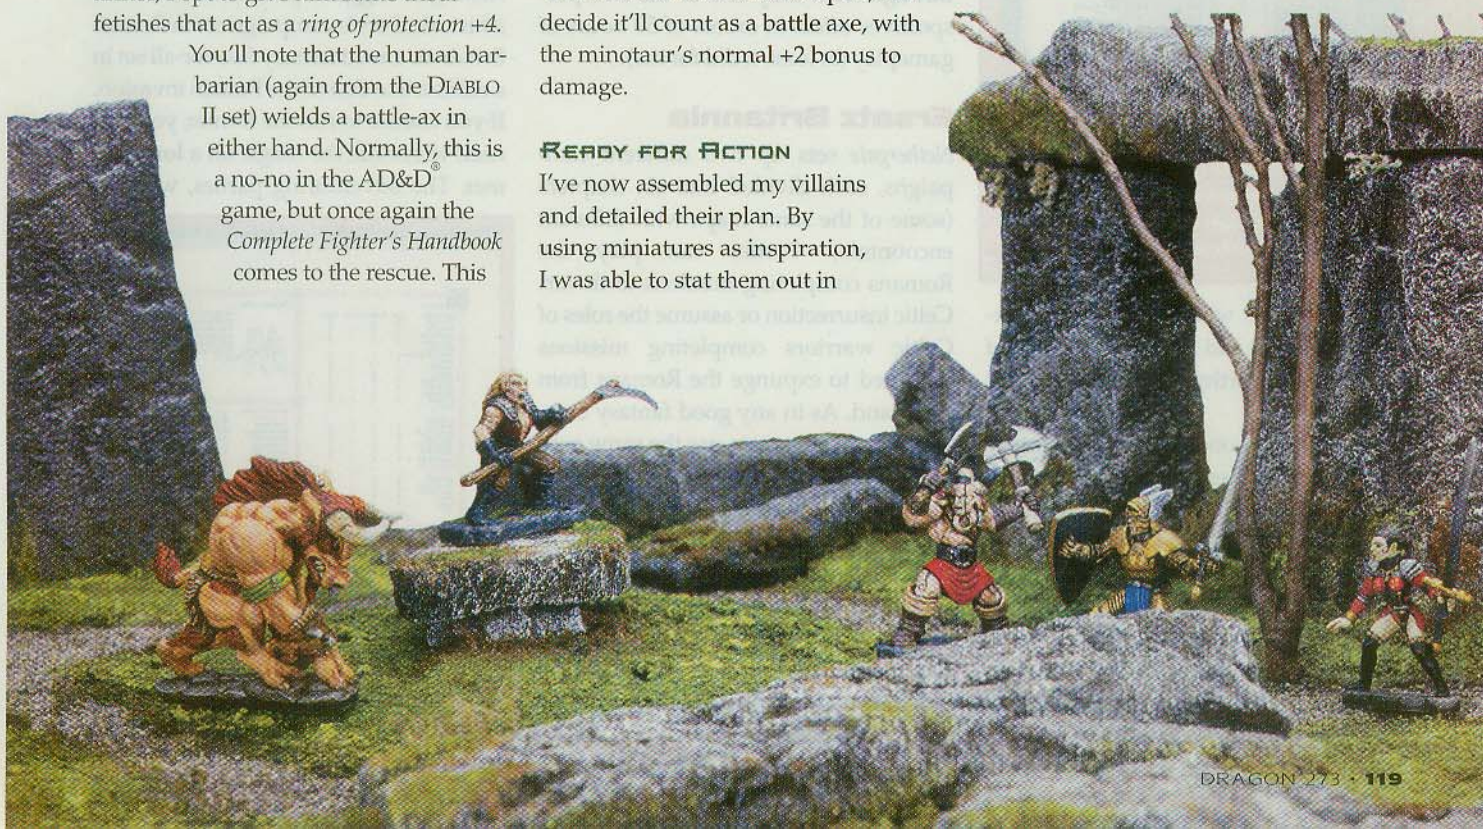 fetishes that act as a ring of protection +4.
You'll note that the human bar-
barian (again from the DIABLO
II set) wields a battle-ax in
either hand. Normally, this is
a no-no in the AD&D®
game, but once again the
Complete Fighter's Handbook
comes to the rescue. This
decide it'll count as a battle axe, with
the minotaur's normal +2 bonus to
damage.
READY FOR ACTION
I've now assembled my villains
and detailed their plan. By
using miniatures as inspiration,
I was able to stat them out in
DRAGON 273 • 119